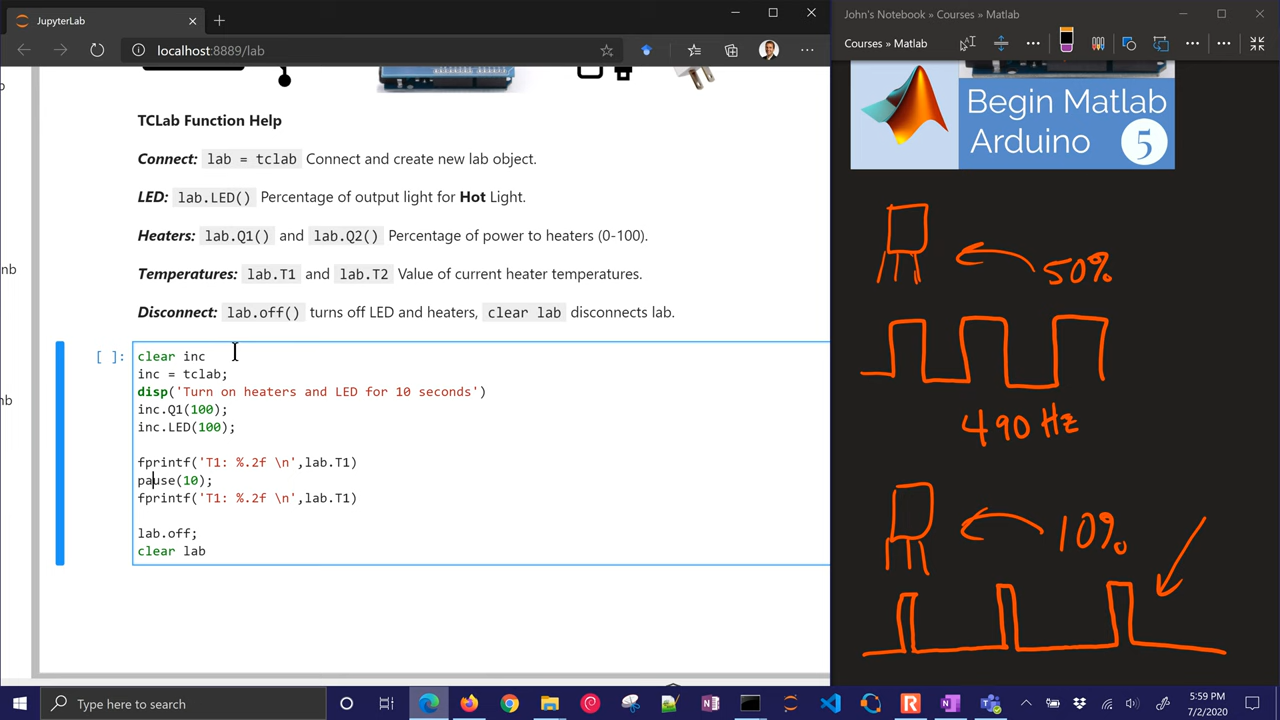 JupyterLab
localhost:8889/lab
TCLab Function Help
Connect: lab = tclab Connect and create new lab object.
LED: lab.LED() Percentage of output light for Hot Light.
Heaters: lab.Q1() and lab.Q2() Percentage of power to heaters (0-100).
Temperatures: lab.T1 and lab.T2 Value of current heater temperatures.
Disconnect: lab.off() turns off LED and heaters, clear lab disconnects lab.
nb
nb
[ ]:
clear inc
inc = tclab;
disp('Turn on heaters and LED for 10 seconds')
inc.Q1(100);
inc.LED(100);
fprintf('T1: %.2f \n',lab.T1)
pause(10);
fprintf('T1: %.2f \n',lab.T1)
lab.off;
clear lab
John's Notebook » Courses » Matlab
Courses » Matlab
Begin Matlab
Arduino 5
50%
490 Hz
10%
Type here to search
5:59 PM
7/2/2020